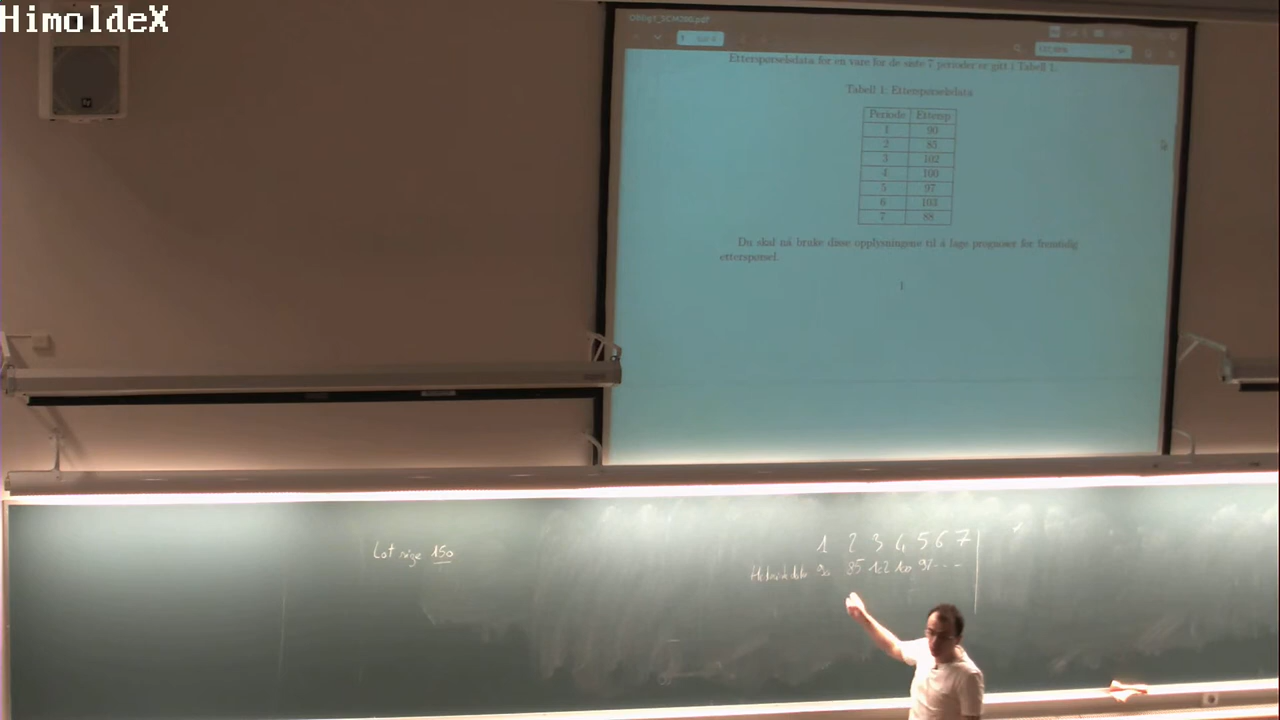 HimoldeX
Oblig1_SCM200.pdf
Etterspørselsdata for en vare for de siste 7 perioder er gitt i Tabell 1.
Tabell 1: Etterspørselsdata
Periode Ettersp
1 90
2 85
3 102
4 100
5 97
6 103
7 88
Du skal nå bruke disse opplysningene til å lage prognoser for fremtidig
etterspørsel.
1
Lot size 150
1 2 3 4 5 6 7
90 85 102 100 97 - - -